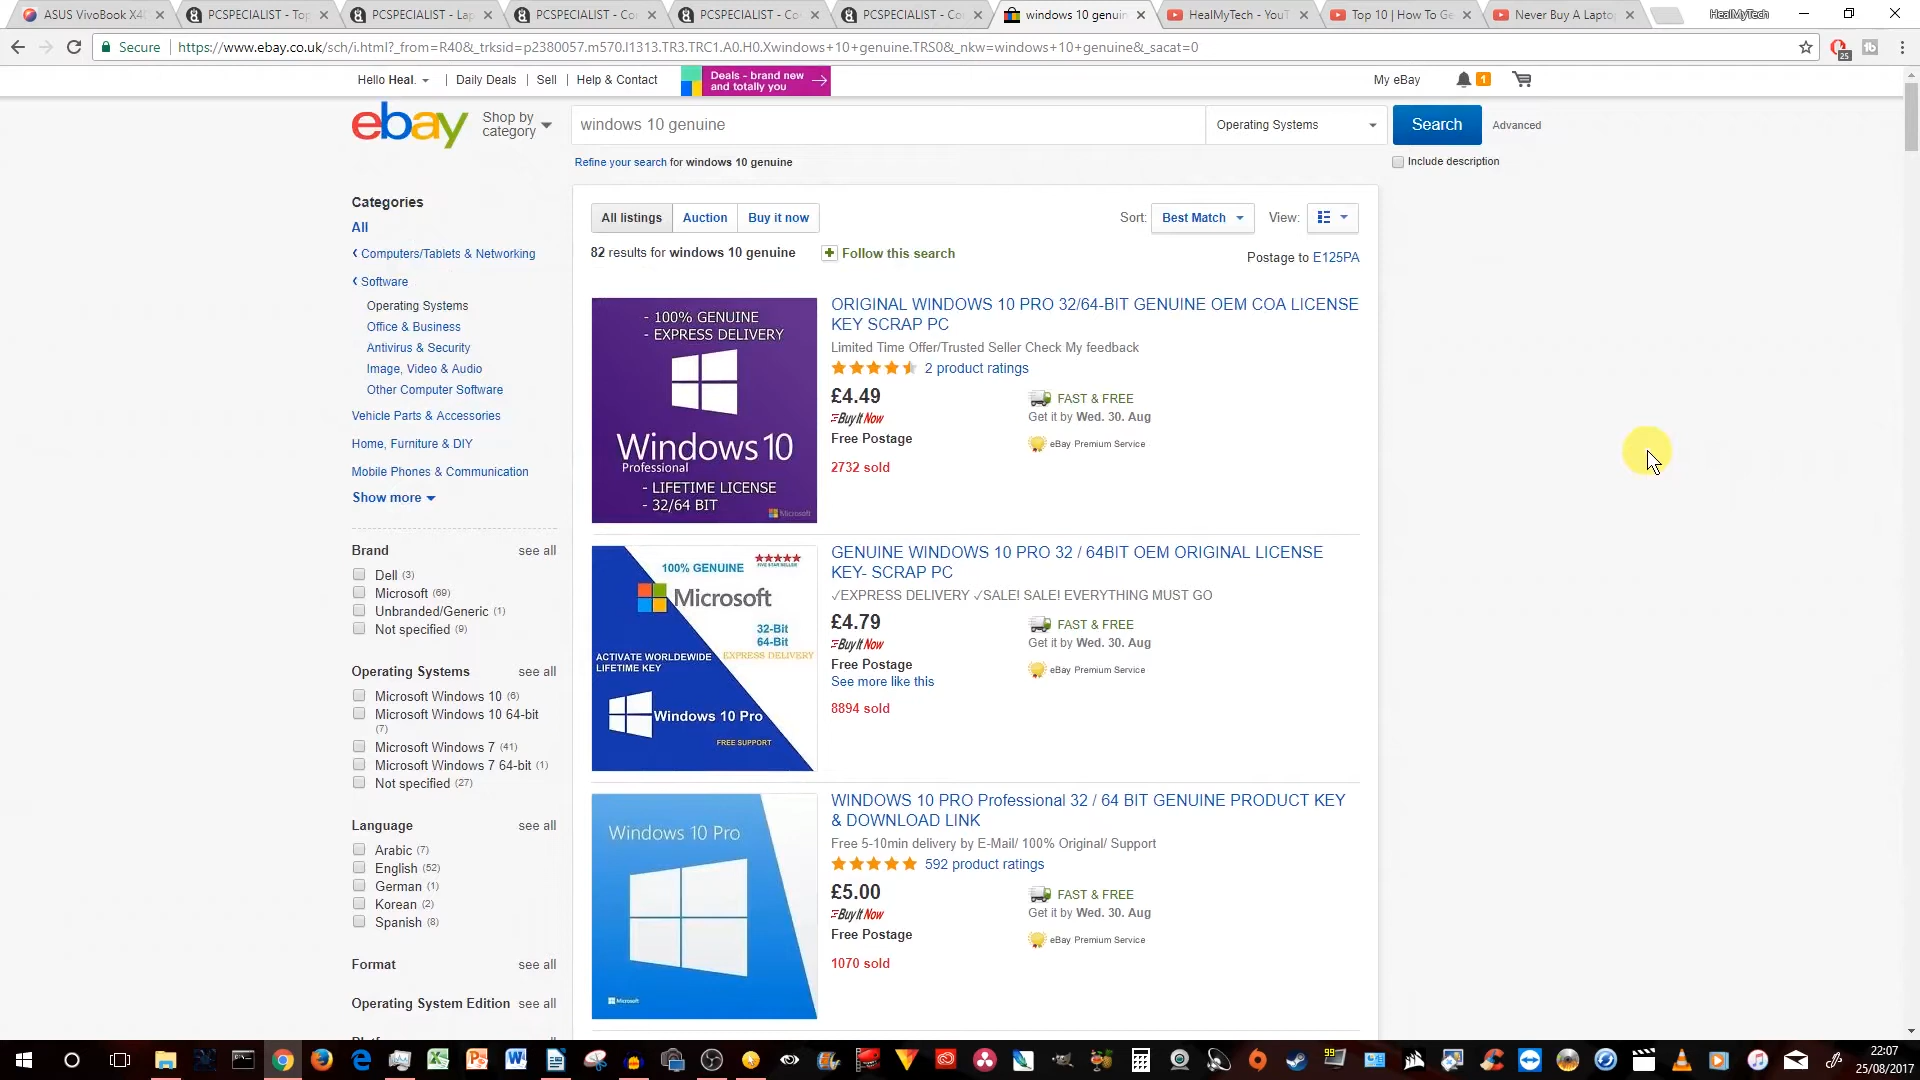 ASUS VivoBook X4
PCSPECIALIST - Top
PCSPECIALIST - Lap
PCSPECIALIST - Co
PCSPECIALIST - Co
PCSPECIALIST - Co
windows 10 genuin
HealMyTech - YouT
Top 10 | How To Ge
Never Buy A Lapto
HealMyTech
Secure
https://www.ebay.co.uk/sch/i.html?_from=R40&_trksid=p2380057.m570.l1313.TR3.TRC1.A0.H0.Xwindows+10+genuine.TRS0&_nkw=windows+10+genuine&_sacat=0
25
Hello Heal.
Daily Deals
Sell
Help & Contact
Deals - brand new
and totally you
My eBay
1
ebay
Shop by
category
windows 10 genuine
Operating Systems
Search
Advanced
Refine your search for windows 10 genuine
Include description
Categories
All
Computers/Tablets & Networking
Software
Operating Systems
Office & Business
Antivirus & Security
Image, Video & Audio
Other Computer Software
Vehicle Parts & Accessories
Home, Furniture & DIY
Mobile Phones & Communication
Show more
Brand see all
Dell (3)
Microsoft (69)
Unbranded/Generic (1)
Not specified (9)
Operating Systems see all
Microsoft Windows 10 (6)
Microsoft Windows 10 64-bit
(7)
Microsoft Windows 7 (41)
Microsoft Windows 7 64-bit (1)
Not specified (27)
Language see all
Arabic (7)
English (52)
German (1)
Korean (2)
Spanish (8)
Format see all
Operating System Edition see all
All listings
Auction
Buy it now
Sort: Best Match
View:
82 results for windows 10 genuine
Follow this search
Postage to E125PA
- 100% GENUINE
- EXPRESS DELIVERY
Windows 10
Professional
- LIFETIME LICENSE
- 32/64 BIT
Microsoft
ORIGINAL WINDOWS 10 PRO 32/64-BIT GENUINE OEM COA LICENSE
KEY SCRAP PC
Limited Time Offer/Trusted Seller Check My feedback
2 product ratings
£4.49
Buy It Now
Free Postage
2732 sold
FAST & FREE
Get it by Wed. 30. Aug
eBay Premium Service
100% GENUINE
FIVE STAR SELLER
Microsoft
32-Bit
64-Bit
ACTIVATE WORLDWIDE
LIFETIME KEY
EXPRESS DELIVERY
Windows 10 Pro
FREE SUPPORT
GENUINE WINDOWS 10 PRO 32 / 64BIT OEM ORIGINAL LICENSE
KEY- SCRAP PC
✓EXPRESS DELIVERY ✓SALE! SALE! EVERYTHING MUST GO
£4.79
Buy It Now
Free Postage
See more like this
8894 sold
FAST & FREE
Get it by Wed. 30. Aug
eBay Premium Service
Windows 10 Pro
Microsoft
WINDOWS 10 PRO Professional 32 / 64 BIT GENUINE PRODUCT KEY
& DOWNLOAD LINK
Free 5-10min delivery by E-Mail/ 100% Original/ Support
592 product ratings
£5.00
Buy It Now
Free Postage
1070 sold
FAST & FREE
Get it by Wed. 30. Aug
eBay Premium Service
99
22:07
25/08/2017